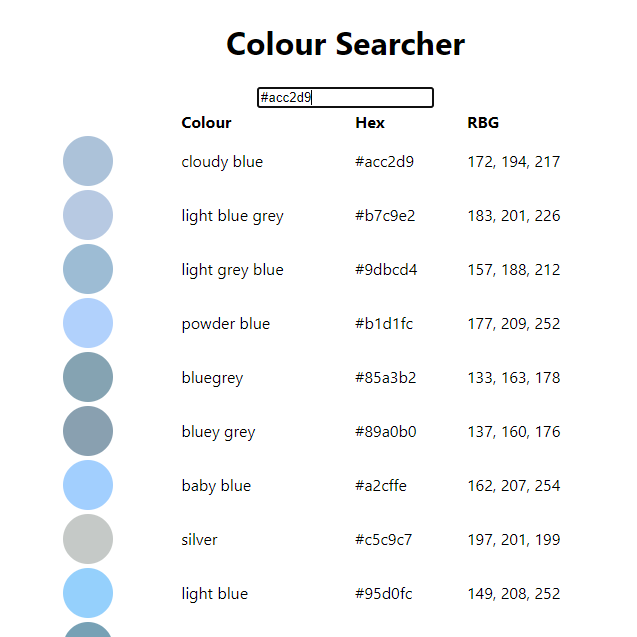 Colour Searcher
#acc2d9
Colour Hex RBG
cloudy blue #acc2d9 172, 194, 217
light blue grey #b7c9e2 183, 201, 226
light grey blue #9dbcd4 157, 188, 212
powder blue #b1d1fc 177, 209, 252
bluegrey #85a3b2 133, 163, 178
bluey grey #89a0b0 137, 160, 176
baby blue #a2cffe 162, 207, 254
silver #c5c9c7 197, 201, 199
light blue #95d0fc 149, 208, 252